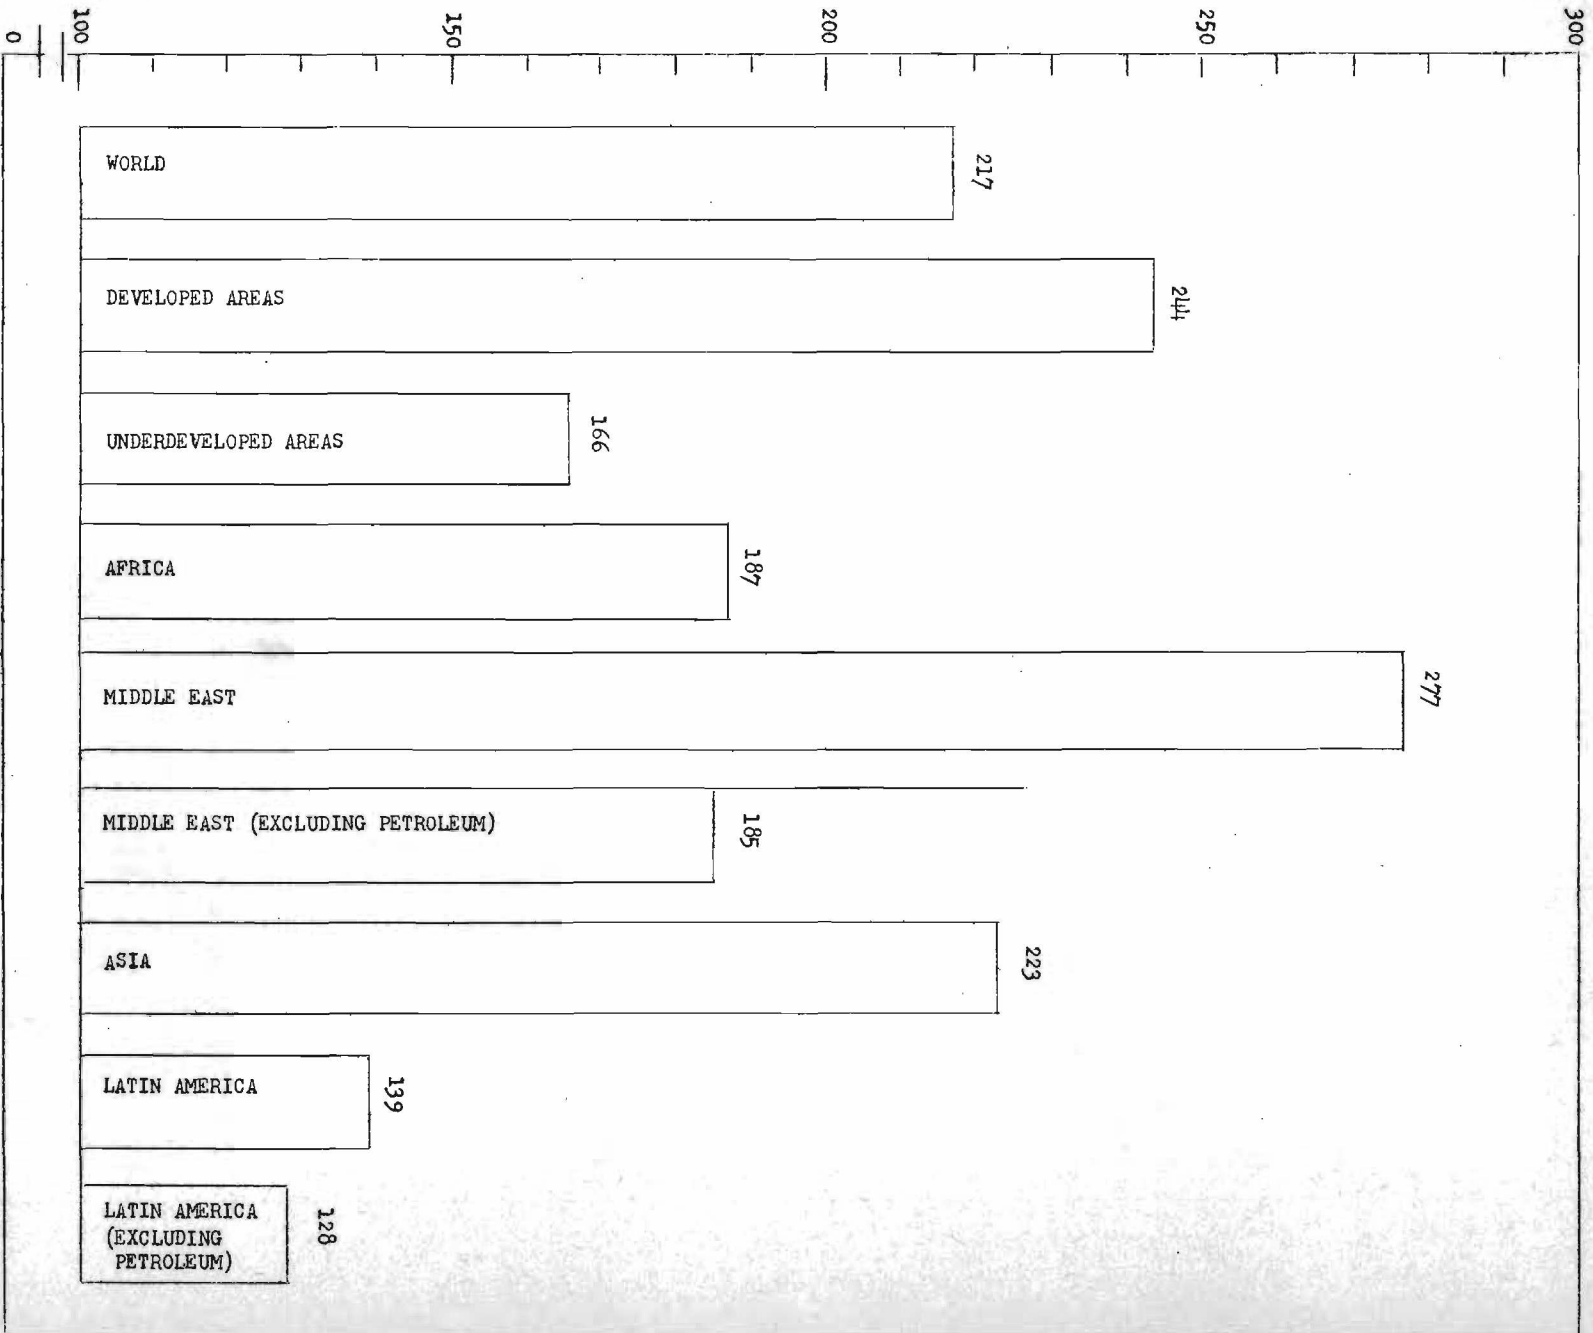 0
100
150
200
250
300
WORLD
217
DEVELOPED AREAS
244
UNDERDEVELOPED AREAS
166
AFRICA
187
MIDDLE EAST
277
MIDDLE EAST (EXCLUDING PETROLEUM)
185
ASIA
223
LATIN AMERICA
139
LATIN AMERICA
(EXCLUDING
PETROLEUM)
128